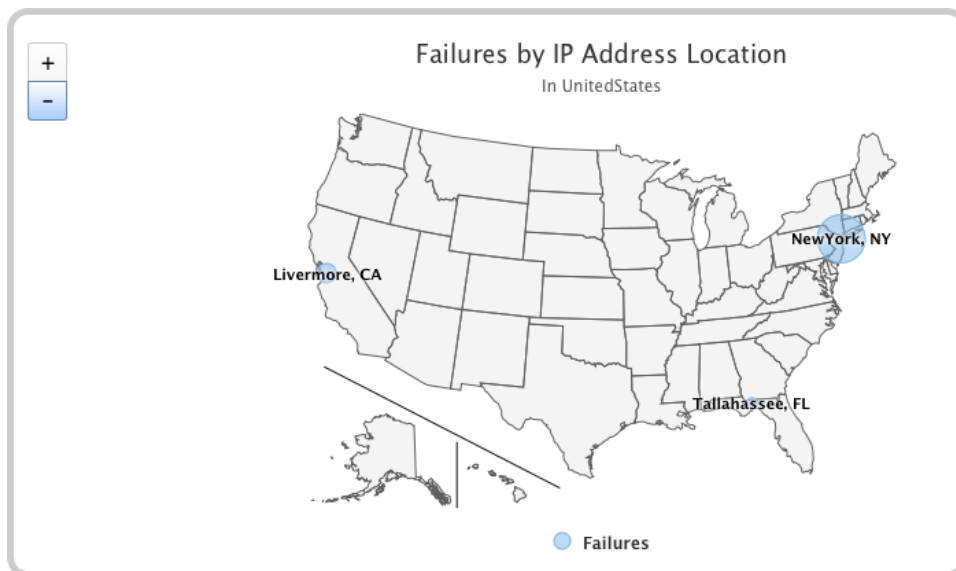 +
Failures by IP Address Location
–
In UnitedStates
NewYork, NY
Livermore, CA
Tallahassee, FL
Failures